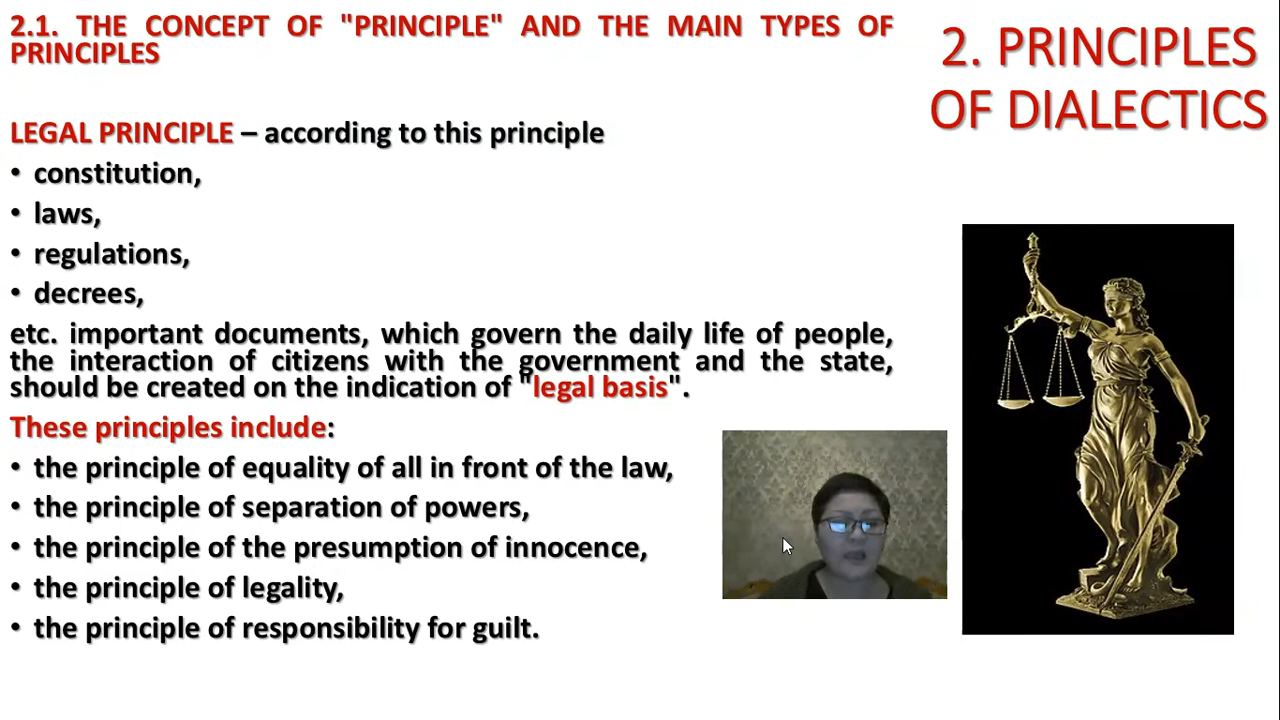 2.1. THE CONCEPT OF "PRINCIPLE" AND THE MAIN TYPES OF
PRINCIPLES
2. PRINCIPLES
OF DIALECTICS
LEGAL PRINCIPLE – according to this principle
• constitution,
• laws,
• regulations,
• decrees,
etc. important documents, which govern the daily life of people,
the interaction of citizens with the government and the state,
should be created on the indication of "legal basis".
These principles include:
• the principle of equality of all in front of the law,
• the principle of separation of powers,
• the principle of the presumption of innocence,
• the principle of legality,
• the principle of responsibility for guilt.